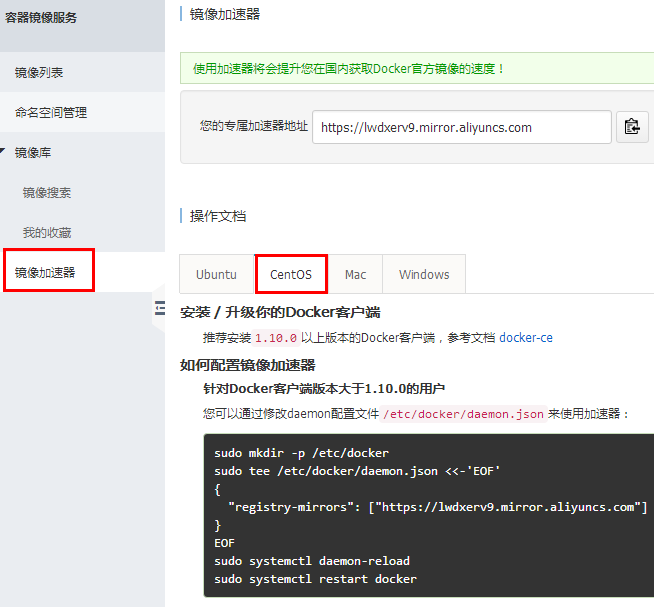 容器镜像服务
镜像列表
命名空间管理
镜像库
镜像搜索
我的收藏
镜像加速器
镜像加速器
使用加速器将会提升您在国内获取Docker官方镜像的速度！
您的专属加速器地址 https://lwdxerv9.mirror.aliyuncs.com
操作文档
Ubuntu CentOS Mac Windows
安装 / 升级你的Docker客户端
推荐安装 1.10.0 以上版本的Docker客户端，参考文档 docker-ce
如何配置镜像加速器
针对Docker客户端版本大于1.10.0的用户
您可以通过修改daemon配置文件 /etc/docker/daemon.json 来使用加速器：
sudo mkdir -p /etc/docker
sudo tee /etc/docker/daemon.json <<-'EOF'
{
  "registry-mirrors": ["https://lwdxerv9.mirror.aliyuncs.com"]
}
EOF
sudo systemctl daemon-reload
sudo systemctl restart docker